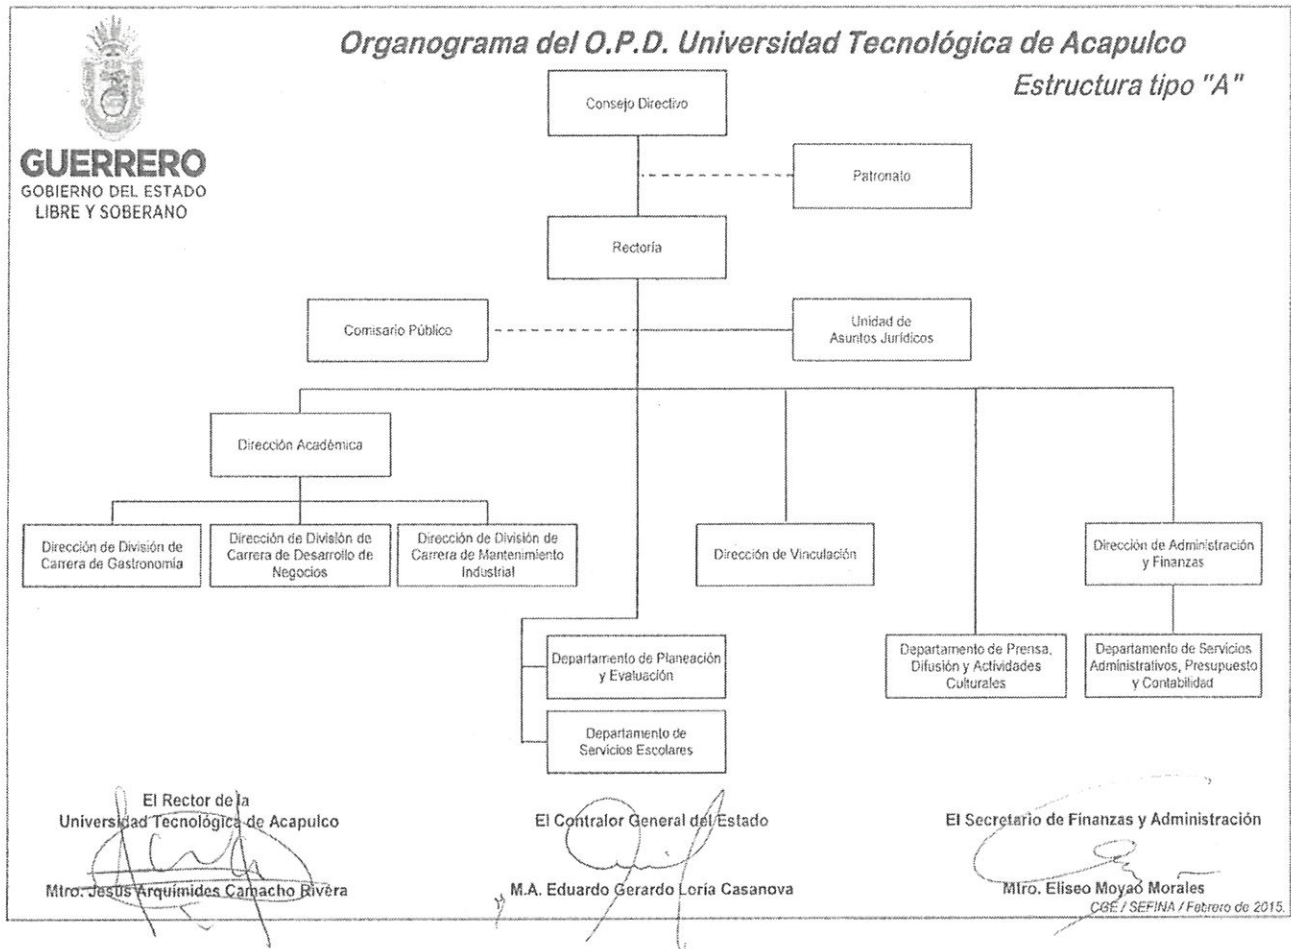 Organograma del O.P.D. Universidad Tecnológica de Acapulco
Estructura tipo "A"
GUERRERO
GOBIERNO DEL ESTADO
LIBRE Y SOBERANO
Consejo Directivo
Patronato
Rectoría
Comisario Público
Unidad de
Asuntos Jurídicos
Dirección Académica
Dirección de División de
Carrera de Gastronomía
Dirección de División de
Carrera de Desarrollo de
Negocios
Dirección de División de
Carrera de Mantenimiento
Industrial
Dirección de Vinculación
Dirección de Administración
y Finanzas
Departamento de Planeación
y Evaluación
Departamento de
Servicios Escolares
Departamento de Prensa,
Difusión y Actividades
Culturales
Departamento de Servicios
Administrativos, Presupuesto
y Contabilidad
El Rector de la
Universidad Tecnológica de Acapulco
Mtro. Jesús Arquímides Camacho Rivera
El Contralor General del Estado
M.A. Eduardo Gerardo Loría Casanova
El Secretario de Finanzas y Administración
Mtro. Eliseo Moyao Morales
CGE / SEFINA / Febrero de 2015.